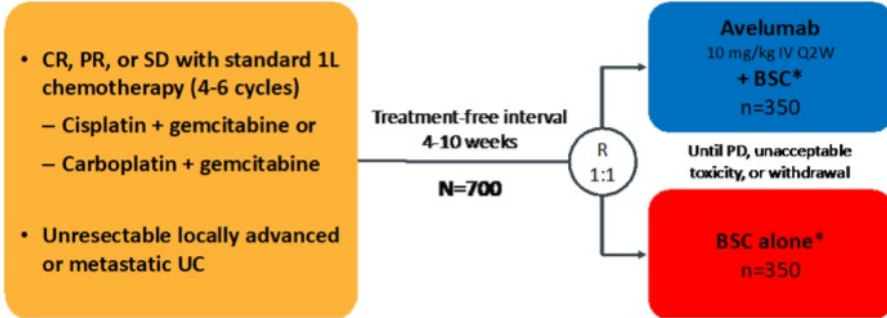 • CR, PR, or SD with standard 1L
chemotherapy (4-6 cycles)
– Cisplatin + gemcitabine or
– Carboplatin + gemcitabine
• Unresectable locally advanced
or metastatic UC
Treatment-free interval
4-10 weeks
N=700
R
1:1
Avelumab
10 mg/kg IV Q2W
+ BSC*
n=350
Until PD, unacceptable
toxicity, or withdrawal
BSC alone*
n=350